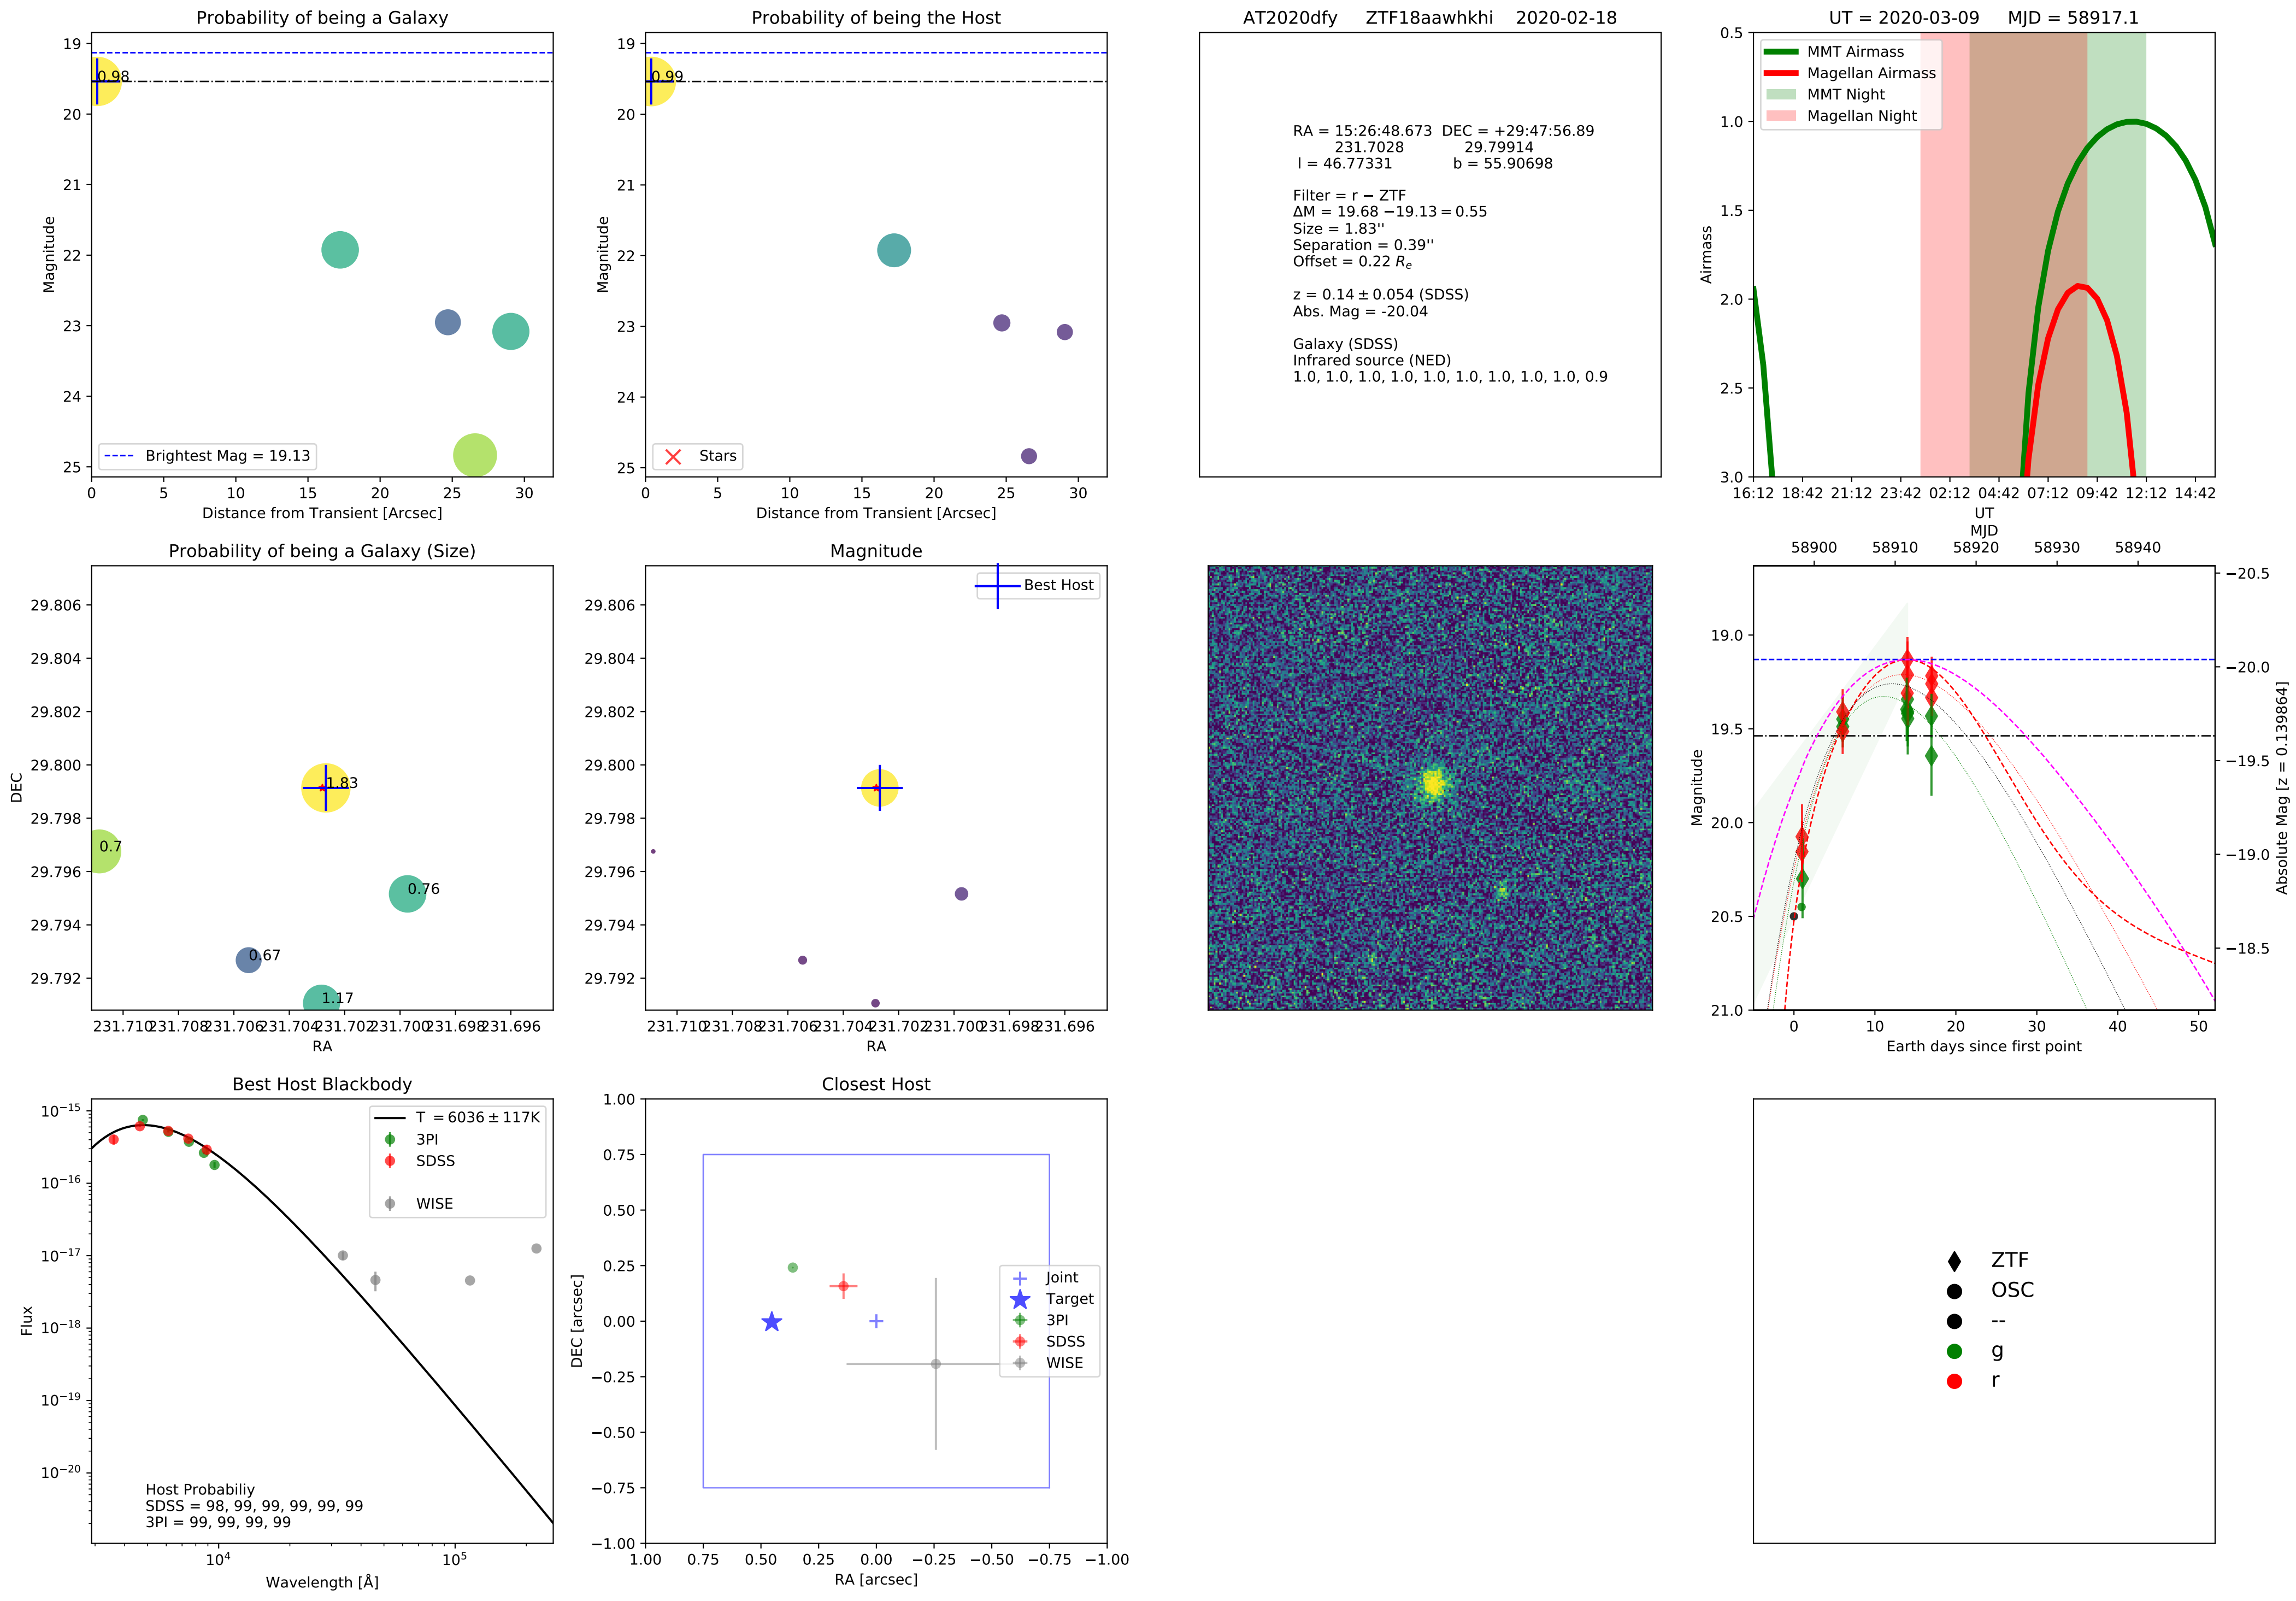 Probability of being a Galaxy
19
20
21
22
23
24
25
Magnitude
0.98
Brightest Mag = 19.13
0 5 10 15 20 25 30
Distance from Transient [Arcsec]
Probability of being the Host
19
20
21
22
23
24
25
Magnitude
0.99
Stars
0 5 10 15 20 25 30
Distance from Transient [Arcsec]
AT2020dfy ZTF18aawhkhi 2020-02-18
RA = 15:26:48.673 DEC = +29:47:56.89
231.7028 29.79914
l = 46.77331 b = 55.90698
Filter = r − ZTF
ΔM = 19.68 −19.13 = 0.55
Size = 1.83''
Separation = 0.39''
Offset = 0.22 Re
z = 0.14 ± 0.054 (SDSS)
Abs. Mag = -20.04
Galaxy (SDSS)
Infrared source (NED)
1.0, 1.0, 1.0, 1.0, 1.0, 1.0, 1.0, 1.0, 1.0, 0.9
UT = 2020-03-09 MJD = 58917.1
0.5
1.0
1.5
2.0
2.5
3.0
Airmass
MMT Airmass
Magellan Airmass
MMT Night
Magellan Night
16:12 18:42 21:12 23:42 02:12 04:42 07:12 09:42 12:12 14:42
UT
Probability of being a Galaxy (Size)
29.806
29.804
29.802
29.800
29.798
29.796
29.794
29.792
DEC
1.83
0.7
0.76
0.67
1.17
231.710 231.708 231.706 231.704 231.702 231.700 231.698 231.696
RA
Magnitude
Best Host
29.806
29.804
29.802
29.800
29.798
29.796
29.794
29.792
231.710 231.708 231.706 231.704 231.702 231.700 231.698 231.696
RA
MJD
58900 58910 58920 58930 58940
19.0
19.5
20.0
20.5
21.0
Magnitude
−20.5
−20.0
−19.5
−19.0
−18.5
Absolute Mag [z = 0.139864]
0 10 20 30 40 50
Earth days since first point
Best Host Blackbody
10−15
10−16
10−17
10−18
10−19
10−20
Flux
T = 6036 ± 117K
3PI
SDSS
WISE
Host Probabiliy
SDSS = 98, 99, 99, 99, 99, 99
3PI = 99, 99, 99, 99
104 105
Wavelength [Å]
Closest Host
1.00
0.75
0.50
0.25
0.00
−0.25
−0.50
−0.75
−1.00
DEC [arcsec]
Joint
Target
3PI
SDSS
WISE
1.00 0.75 0.50 0.25 0.00 −0.25 −0.50 −0.75 −1.00
RA [arcsec]
ZTF
OSC
--
g
r